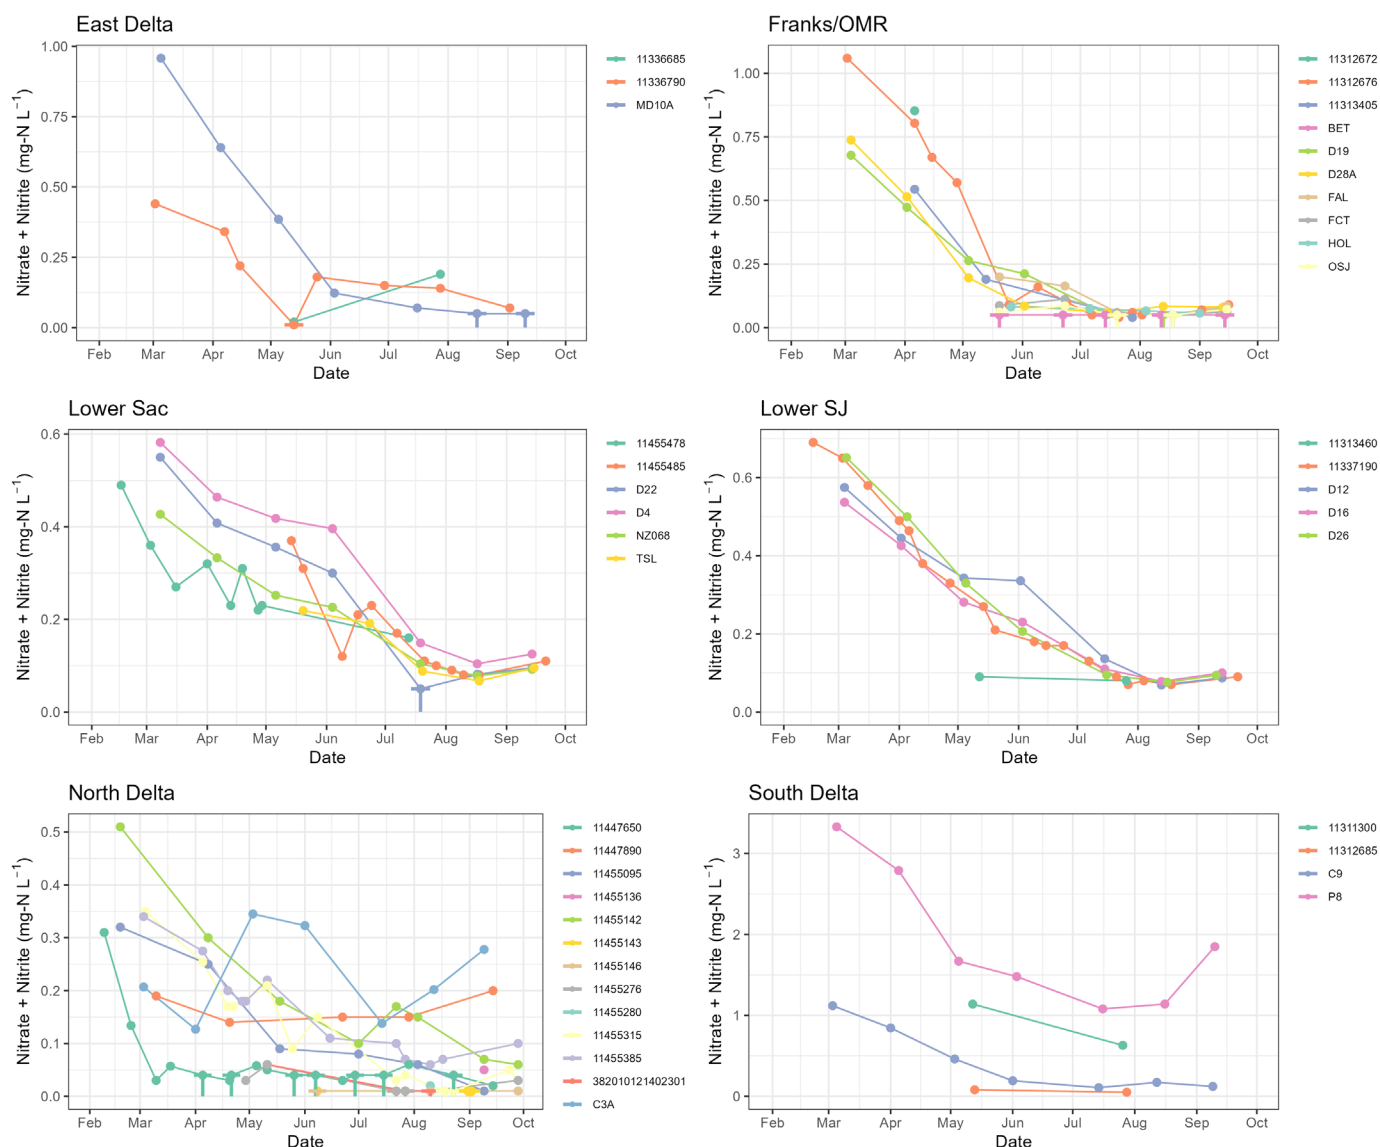 East Delta
Nitrate + Nitrite (mg-N L⁻¹)
1.00
0.75
0.50
0.25
0.00
Feb Mar Apr May Jun Jul Aug Sep Oct
Date
11336685
11336790
MD10A
Franks/OMR
Nitrate + Nitrite (mg-N L⁻¹)
1.00
0.75
0.50
0.25
0.00
Feb Mar Apr May Jun Jul Aug Sep Oct
Date
11312672
11312676
11313405
BET
D19
D28A
FAL
FCT
HOL
OSJ
Lower Sac
Nitrate + Nitrite (mg-N L⁻¹)
0.6
0.4
0.2
0.0
Feb Mar Apr May Jun Jul Aug Sep Oct
Date
11455478
11455485
D22
D4
NZ068
TSL
Lower SJ
Nitrate + Nitrite (mg-N L⁻¹)
0.6
0.4
0.2
0.0
Feb Mar Apr May Jun Jul Aug Sep Oct
Date
11313460
11337190
D12
D16
D26
North Delta
Nitrate + Nitrite (mg-N L⁻¹)
0.5
0.4
0.3
0.2
0.1
0.0
Feb Mar Apr May Jun Jul Aug Sep Oct
Date
11447650
11447890
11455095
11455136
11455142
11455143
11455146
11455276
11455280
11455315
11455385
382010121402301
C3A
South Delta
Nitrate + Nitrite (mg-N L⁻¹)
3
2
1
0
Feb Mar Apr May Jun Jul Aug Sep Oct
Date
11311300
11312685
C9
P8